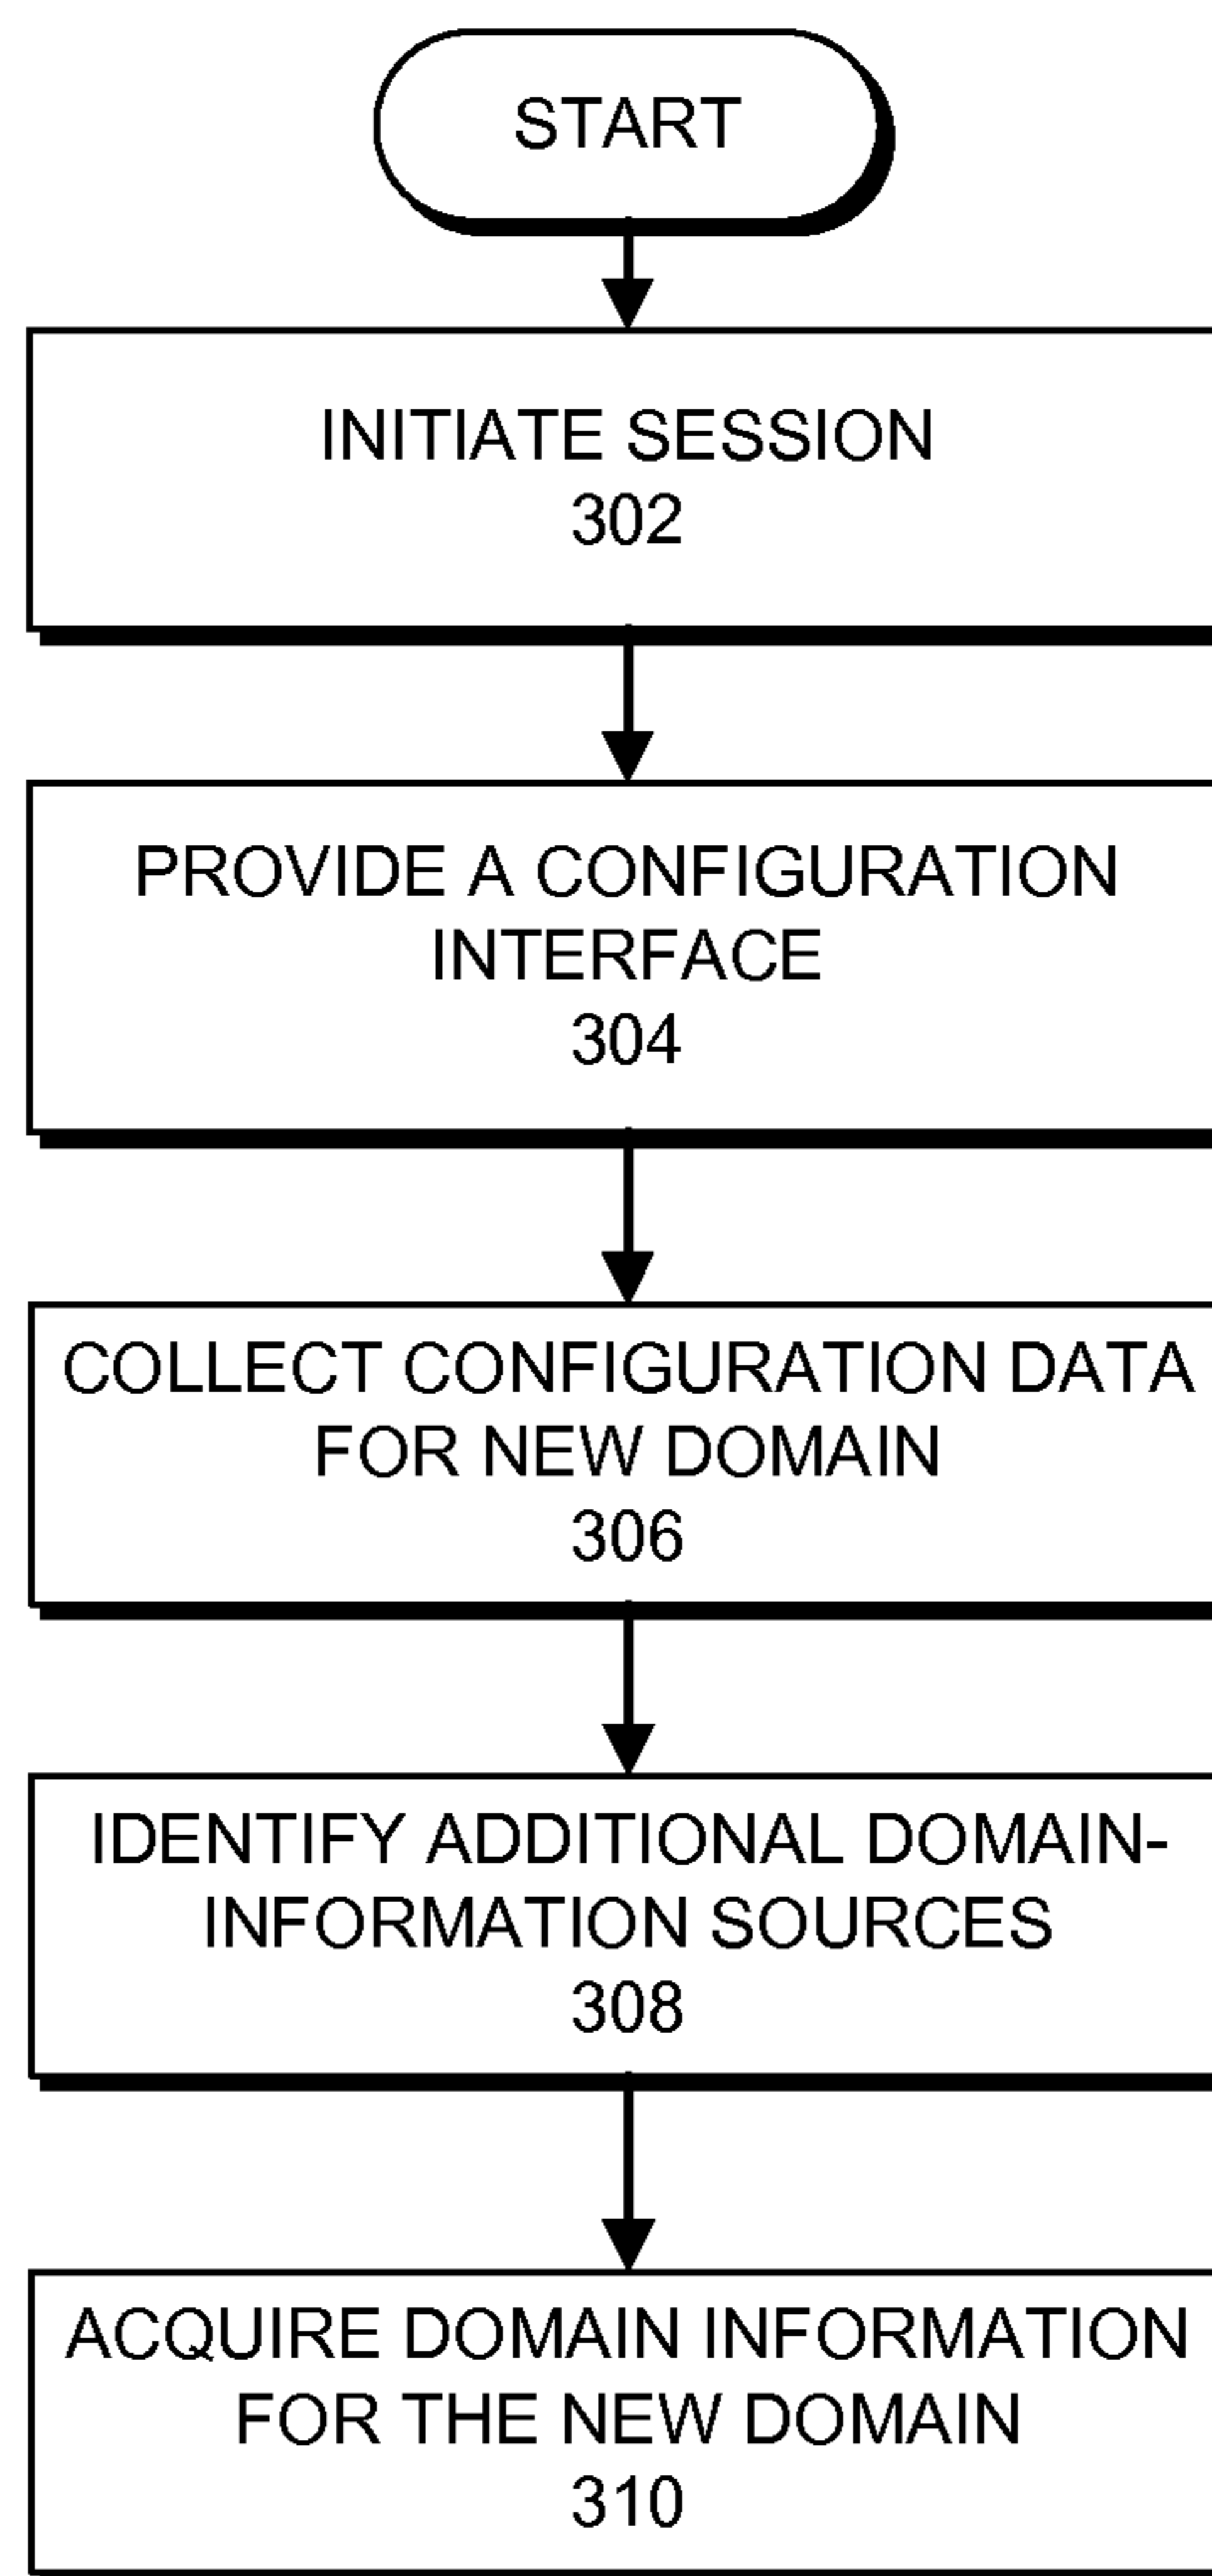 START
INITIATE SESSION
302
PROVIDE A CONFIGURATION
INTERFACE
304
COLLECT CONFIGURATION DATA
FOR NEW DOMAIN
306
IDENTIFY ADDITIONAL DOMAIN-
INFORMATION SOURCES
308
ACQUIRE DOMAIN INFORMATION
FOR THE NEW DOMAIN
310